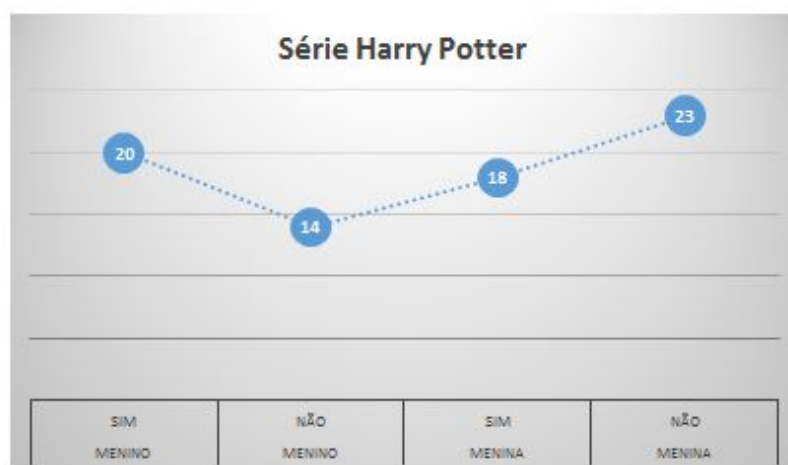 Série Harry Potter
23
20
18
14
SIM NÃO SIM NÃO
MENINO MENINO MENINA MENINA